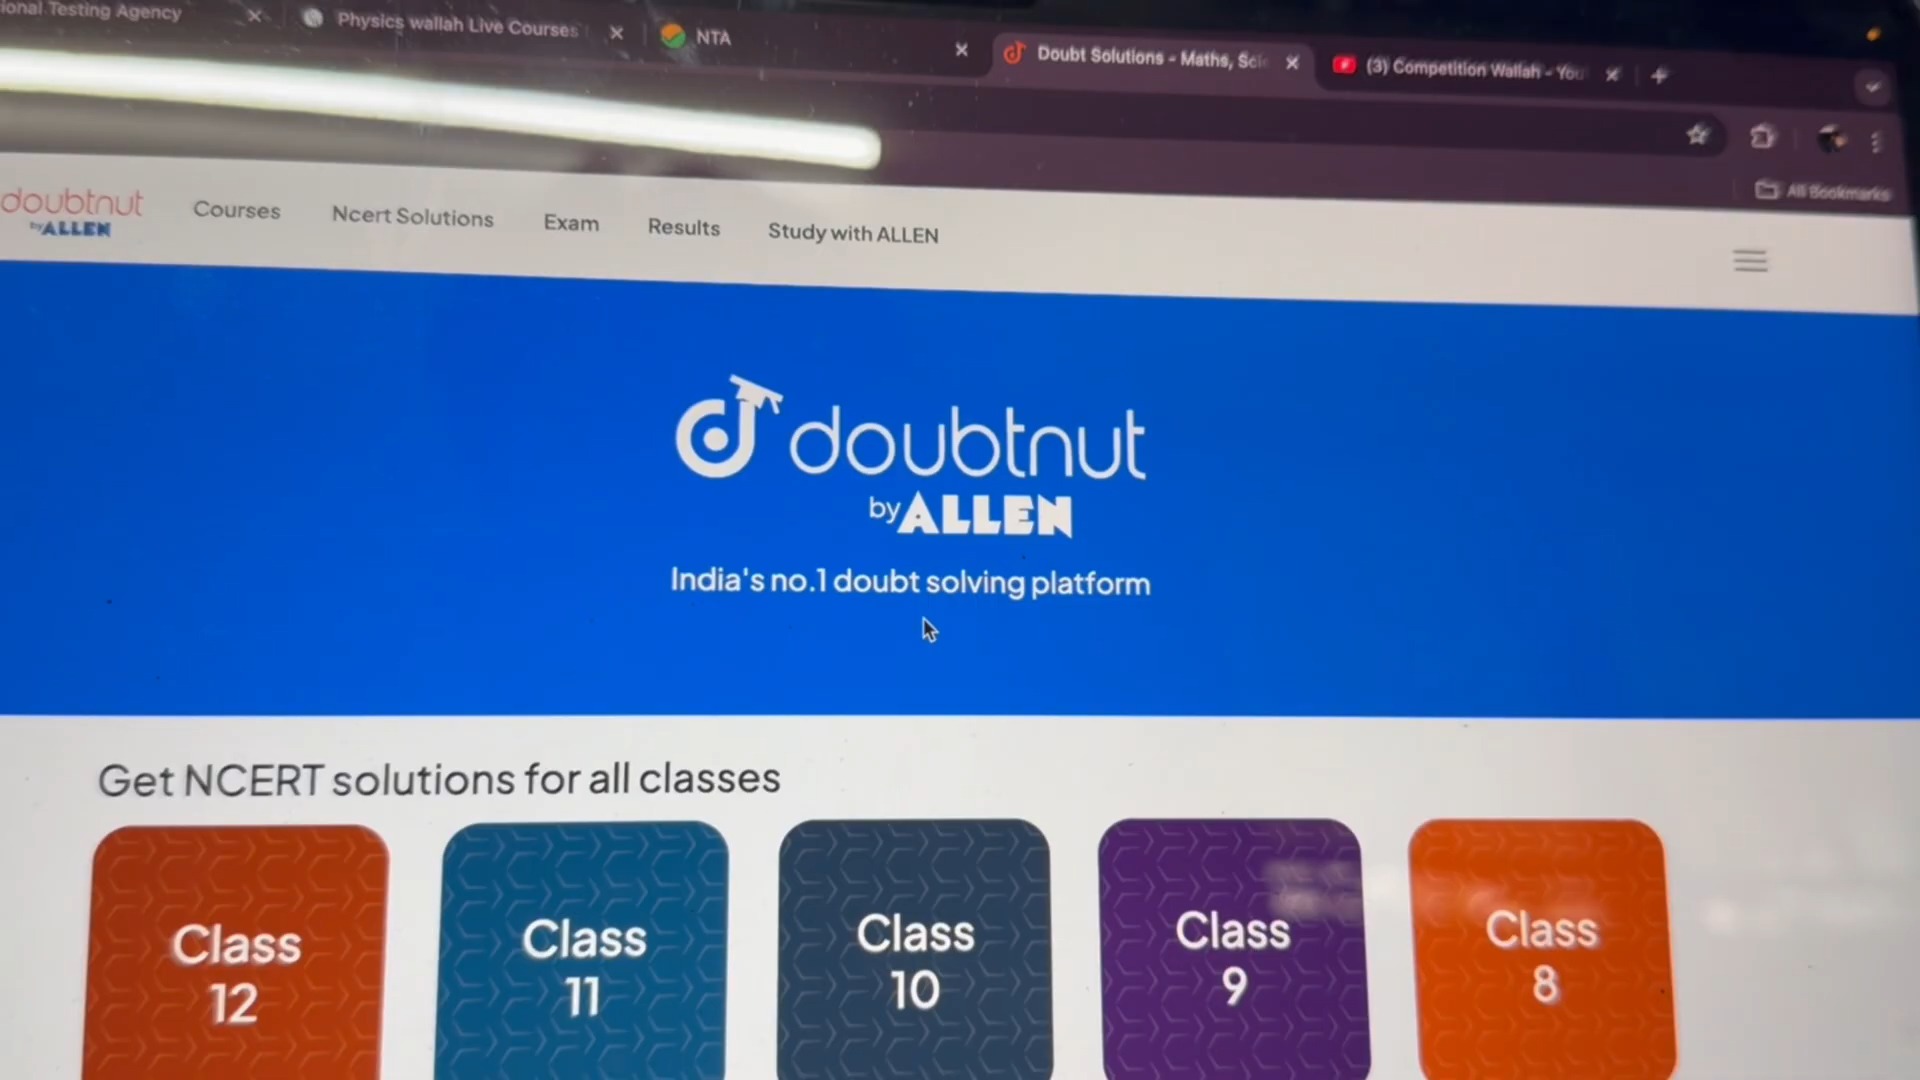 ional Testing Agency
Physics wallah Live Courses
NTA
Doubt Solutions - Maths, Scie
(3) Competition Wallah - You
All Bookmarks
doubtnut
by ALLEN
Courses
Ncert Solutions
Exam
Results
Study with ALLEN
doubtnut
by ALLEN
India's no.1 doubt solving platform
Get NCERT solutions for all classes
Class
12
Class
11
Class
10
Class
9
Class
8